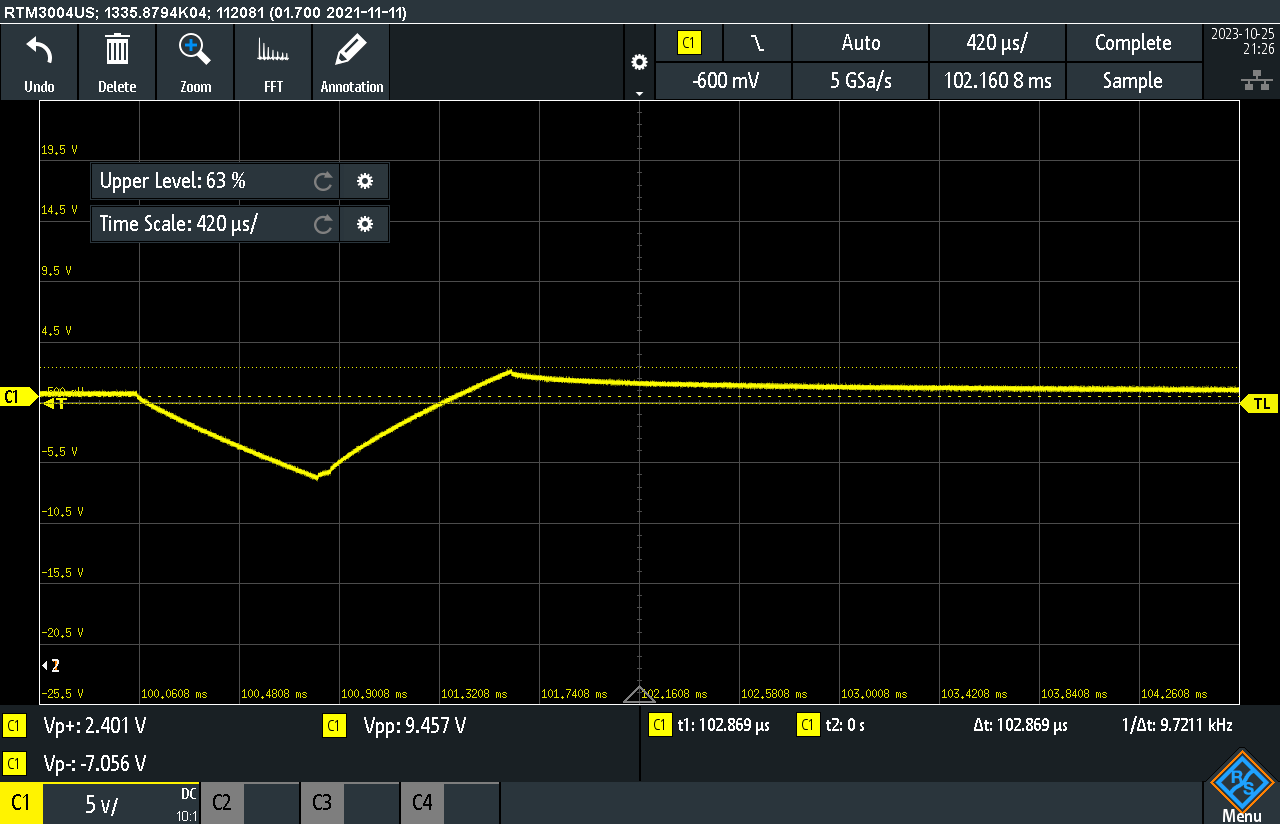 RTM3004US; 1335.8794K04; 112081 (01.700 2021-11-11)
Undo Delete Zoom FFT Annotation
C1 Auto 420 µs/ Complete
-600 mV 5 GSa/s 102.160 8 ms Sample
2023-10-25
21:26
19.5 V
Upper Level: 63 %
14.5 V
Time Scale: 420 µs/
9.5 V
4.5 V
C1
T TL
-5.5 V
-10.5 V
-15.5 V
-20.5 V
2
-25.5 V 100.0608 ms 100.4808 ms 100.9008 ms 101.3208 ms 101.7408 ms 102.1608 ms 102.5808 ms 103.0008 ms 103.4208 ms 103.8408 ms 104.2608 ms
C1 Vp+: 2.401 V C1 Vpp: 9.457 V C1 t1: 102.869 µs C1 t2: 0 s Δt: 102.869 µs 1/Δt: 9.7211 kHz
C1 Vp-: -7.056 V
C1 5 V/ DC 10:1 C2 C3 C4
R S
Menu